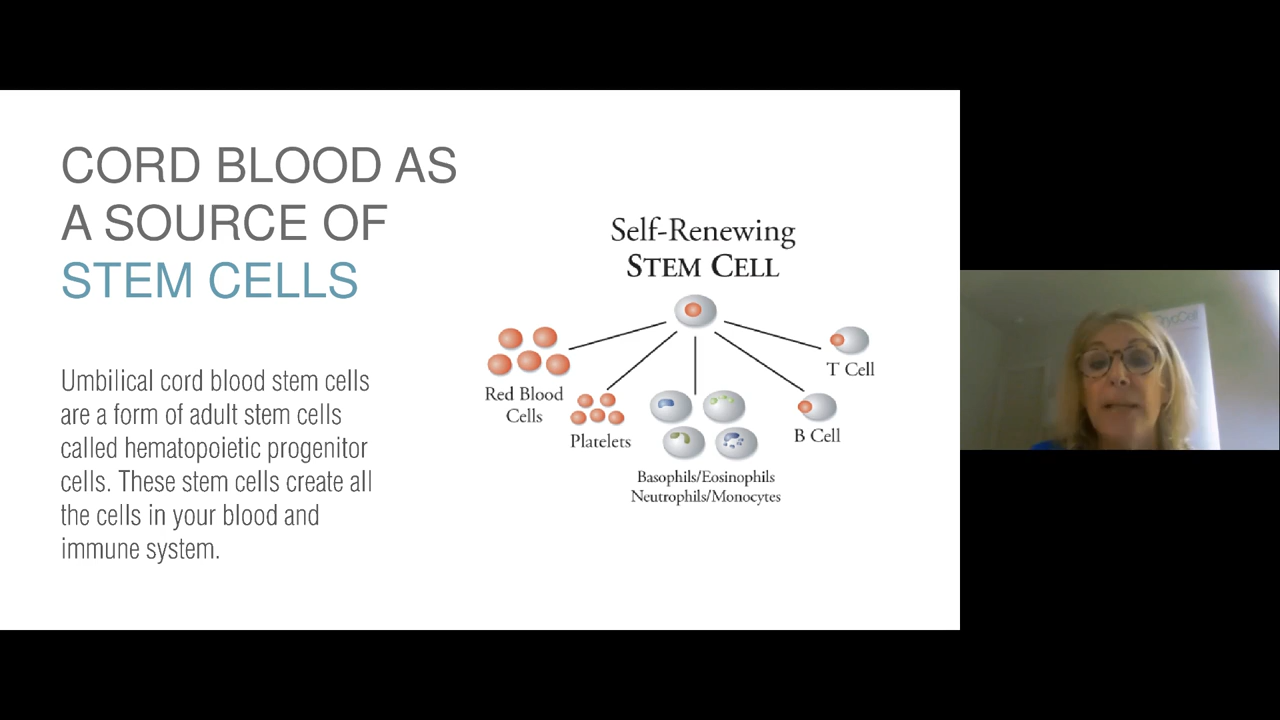 CORD BLOOD AS
A SOURCE OF
STEM CELLS
Umbilical cord blood stem cells
are a form of adult stem cells
called hematopoietic progenitor
cells. These stem cells create all
the cells in your blood and
immune system.
Self-Renewing
STEM CELL
Red Blood
Cells
Platelets
Basophils/Eosinophils
Neutrophils/Monocytes
B Cell
T Cell